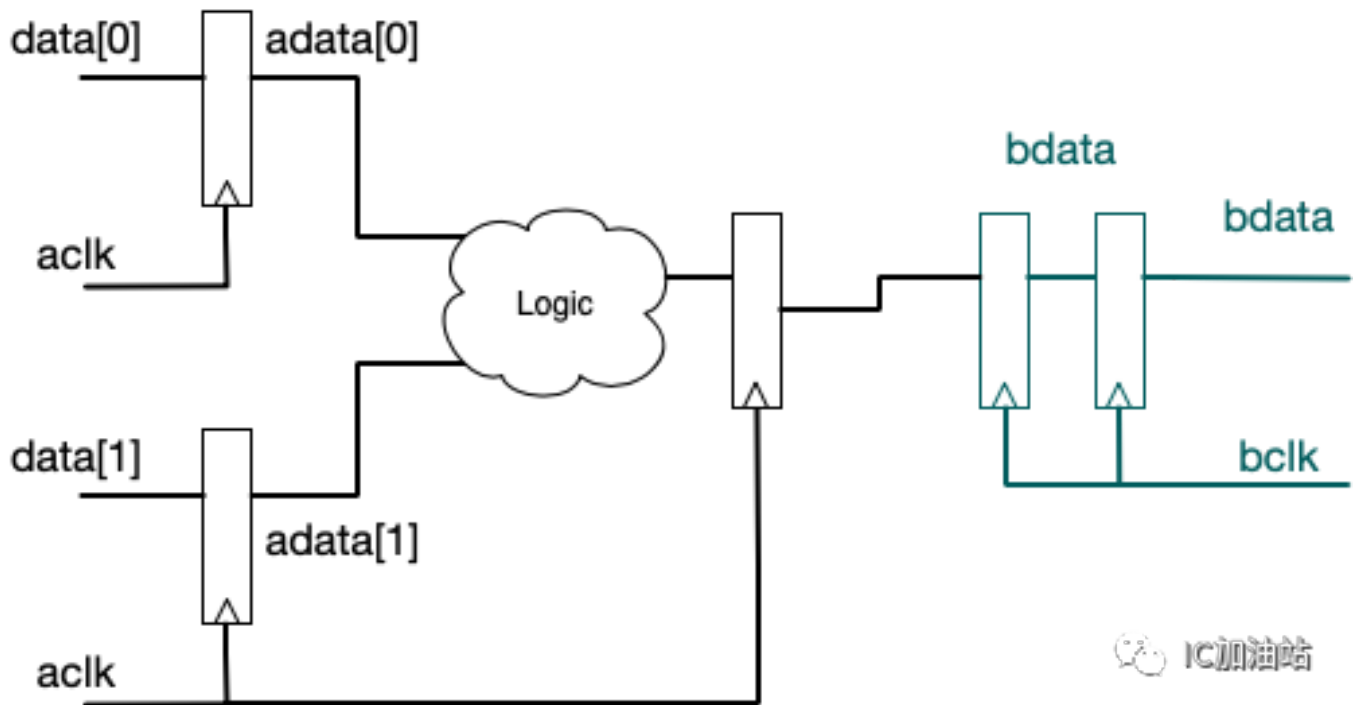 data[0]
adata[0]
aclk
Logic
bdata
bdata
data[1]
adata[1]
bclk
aclk
IC加油站